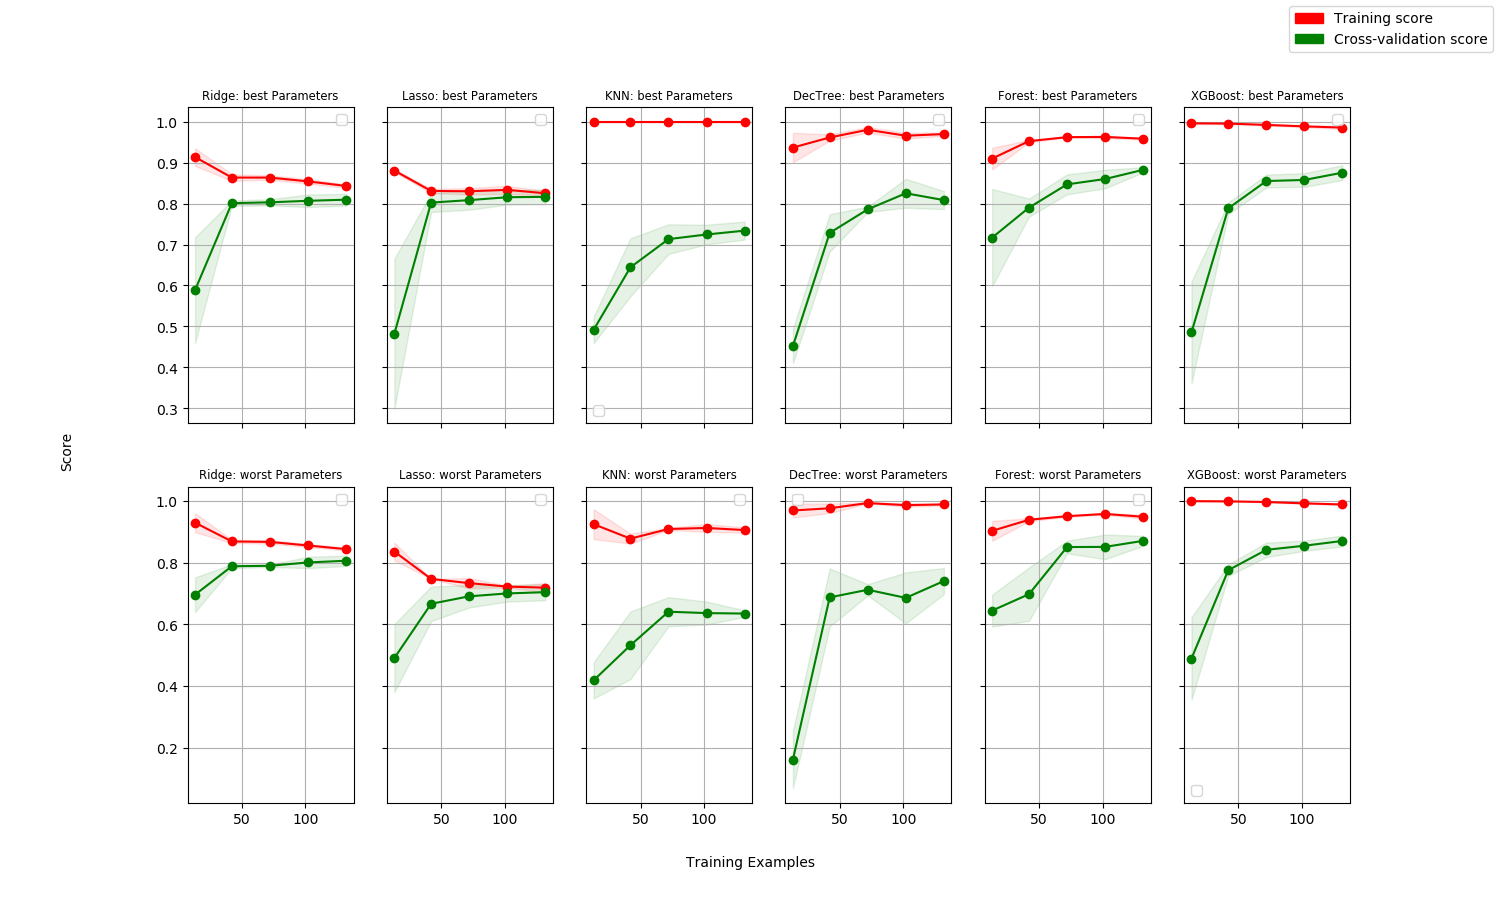 Training score
Cross-validation score
Ridge: best Parameters
Lasso: best Parameters
KNN: best Parameters
DecTree: best Parameters
Forest: best Parameters
XGBoost: best Parameters
1.0
0.9
0.8
0.7
0.6
0.5
0.4
0.3
Score
Ridge: worst Parameters
Lasso: worst Parameters
KNN: worst Parameters
DecTree: worst Parameters
Forest: worst Parameters
XGBoost: worst Parameters
1.0
0.8
0.6
0.4
0.2
50 100
50 100
50 100
50 100
50 100
50 100
Training Examples